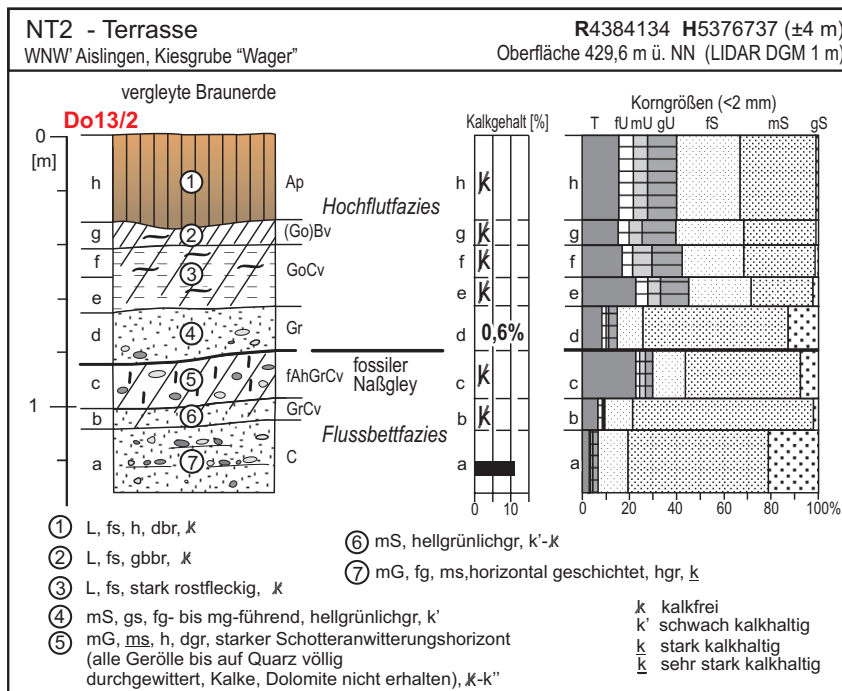 NT2 - Terrasse
R4384134 H5376737 (±4 m)
WNW' Aislingen, Kiesgrube "Wager"
Oberfläche 429,6 m ü. NN (LIDAR DGM 1 m)
vergleyte Braunerde
Do13/2
Kalkgehalt [%]
Korngrößen (<2 mm)
T fU mU gU fS mS gS
0
[m]
h 1 Ap
Hochflutfazies
g 2 (Go)Bv
f 3 GoCv
e
d 4 Gr
fossiler
Naßgley
c 5 fAhGrCv
1
b 6 GrCv
Flussbettfazies
a 7 C
h k
g k
f k
e k
d 0,6%
c k
b k
a
0 10
h
g
f
e
d
c
b
a
0 20 40 60 80 100%
1 L, fs, h, dbr, k
2 L, fs, gbbr, k
3 L, fs, stark rostfleckig, k
4 mS, gs, fg- bis mg-führend, hellgrünlichgr, k'
5 mG, ms, h, dgr, starker Schotteranwitterungshorizont
(alle Gerölle bis auf Quarz völlig
durchgewittert, Kalke, Dolomite nicht erhalten), k-k''
6 mS, hellgrünlichgr, k'-k
7 mG, fg, ms,horizontal geschichtet, hgr, k
k kalkfrei
k' schwach kalkhaltig
k stark kalkhaltig
k sehr stark kalkhaltig